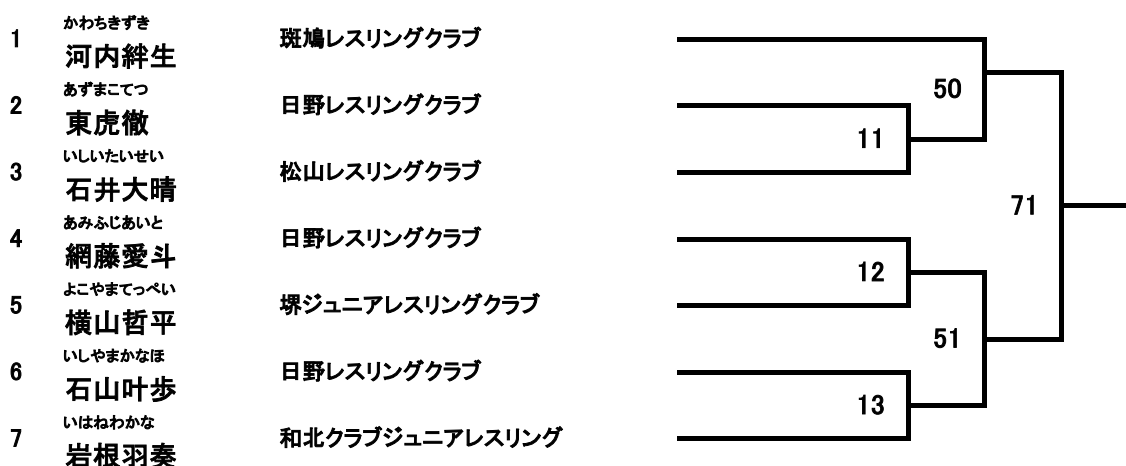 かわちきずき
1 河内絆生 斑鳩レスリングクラブ
50
あずまこてつ
2 東虎徹 日野レスリングクラブ
11
いしいたいせい
3 石井大晴 松山レスリングクラブ
71
あみふじあいと
4 網藤愛斗 日野レスリングクラブ
12
よこやまてっぺい
5 横山哲平 堺ジュニアレスリングクラブ
51
いしやまかなほ
6 石山叶歩 日野レスリングクラブ
13
いはねわかな
7 岩根羽奏 和北クラブジュニアレスリング